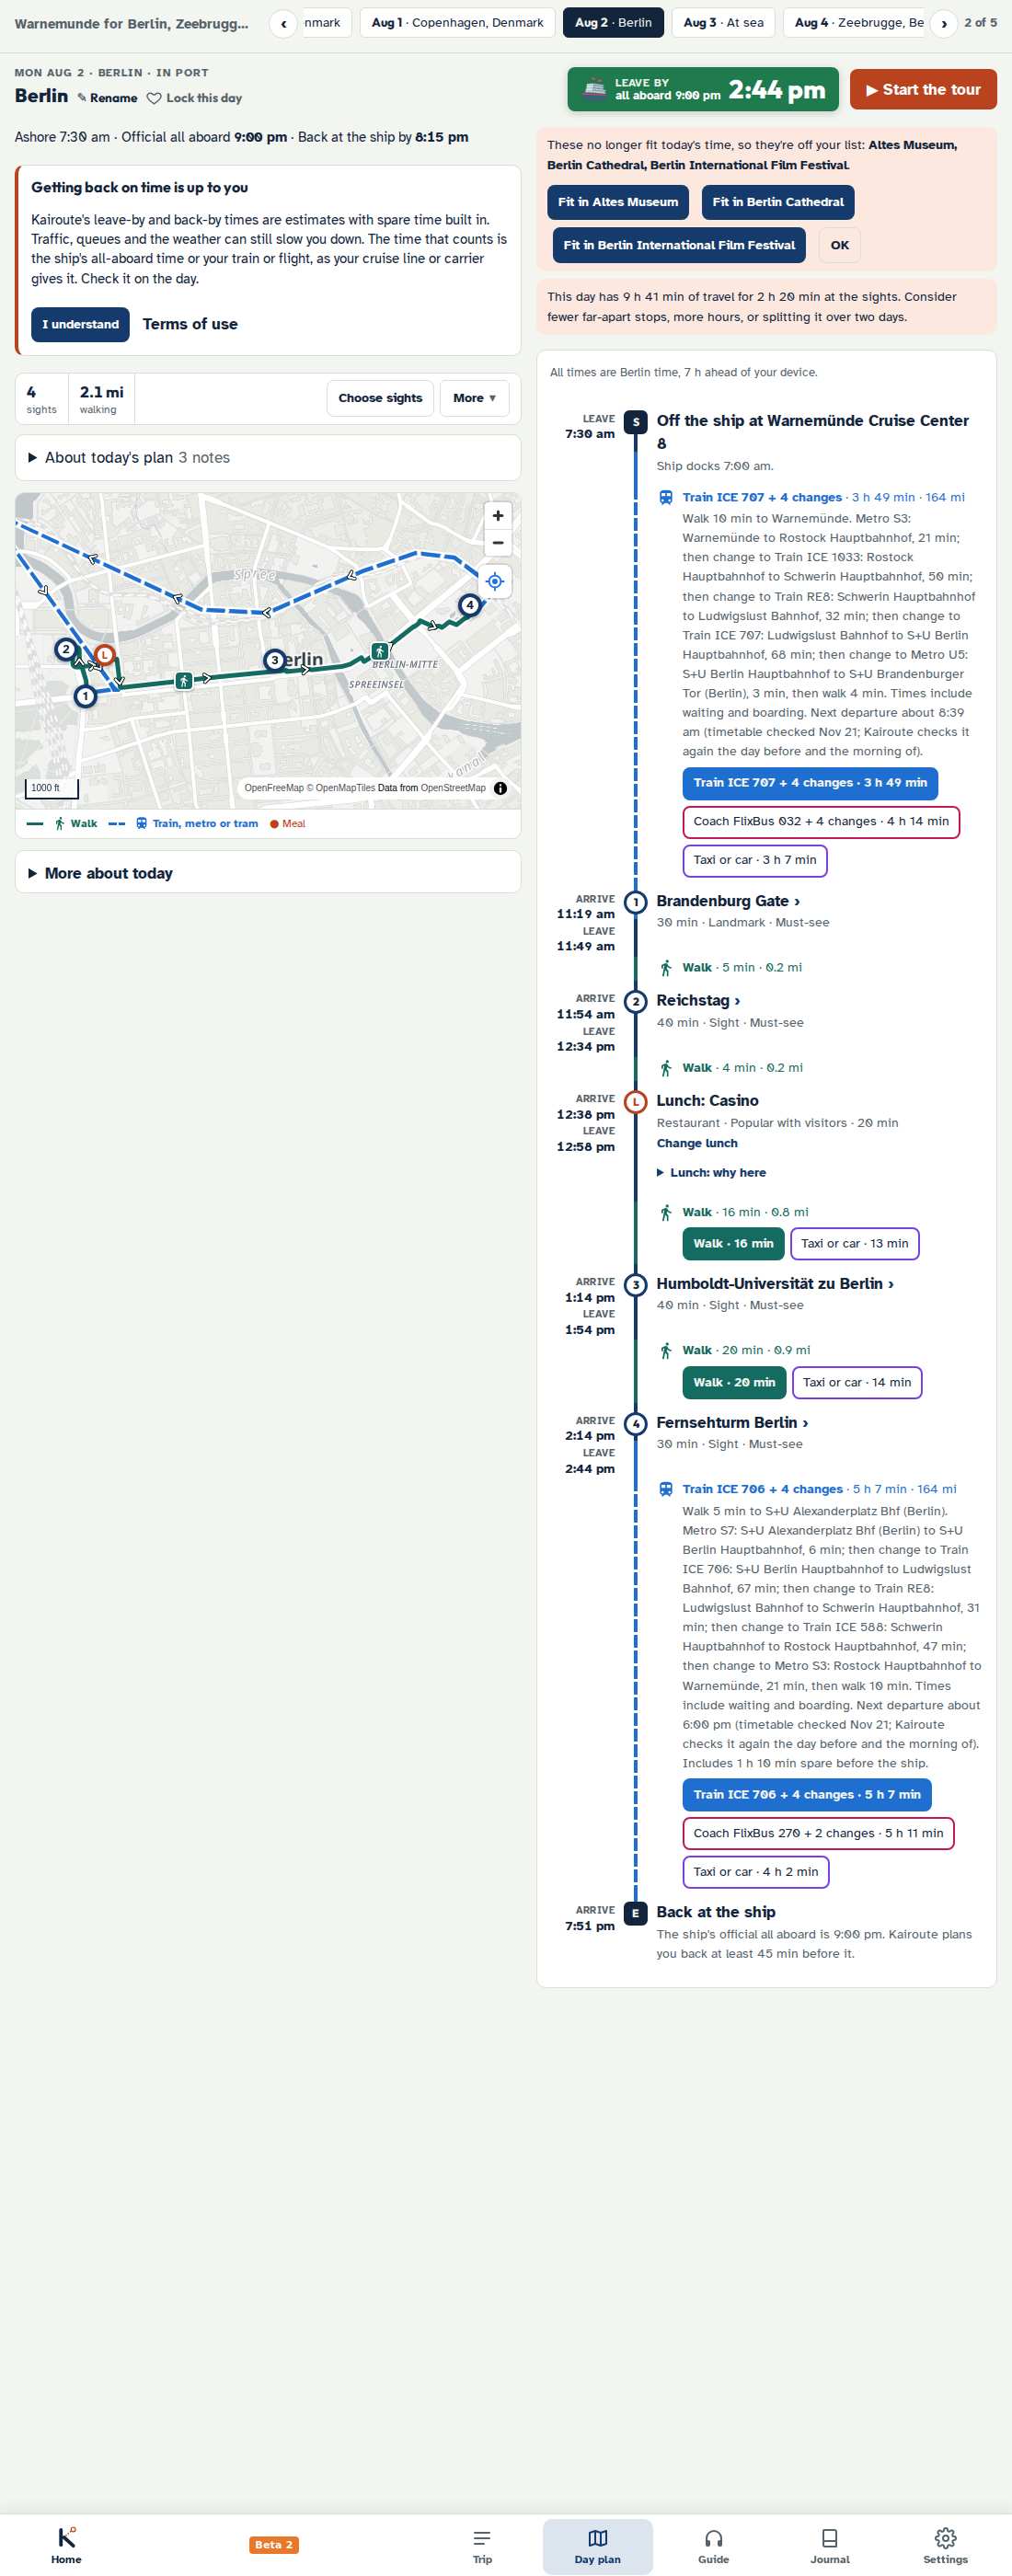 Warnemunde for Berlin, Zeebrugg...
‹
nmark
Aug 1 · Copenhagen, Denmark
Aug 2 · Berlin
Aug 3 · At sea
Aug 4 · Zeebrugge, Be
›
2 of 5
MON AUG 2 · BERLIN · IN PORT
Berlin
✎ Rename
Lock this day
LEAVE BY
all aboard 9:00 pm
2:44 pm
▶ Start the tour
Ashore 7:30 am · Official all aboard 9:00 pm · Back at the ship by 8:15 pm
Getting back on time is up to you
Kairoute's leave-by and back-by times are estimates with spare time built in.
Traffic, queues and the weather can still slow you down. The time that counts is
the ship's all-aboard time or your train or flight, as your cruise line or carrier
gives it. Check it on the day.
I understand
Terms of use
4
sights
2.1 mi
walking
Choose sights
More ▾
▶ About today's plan 3 notes
Spree
Berlin
BERLIN-MITTE
SPREEINSEL
1
2
L
3
4
+
−
1000 ft
OpenFreeMap © OpenMapTiles Data from OpenStreetMap
Walk
Train, metro or tram
Meal
▶ More about today
These no longer fit today's time, so they're off your list: Altes Museum,
Berlin Cathedral, Berlin International Film Festival.
Fit in Altes Museum
Fit in Berlin Cathedral
Fit in Berlin International Film Festival
OK
This day has 9 h 41 min of travel for 2 h 20 min at the sights. Consider
fewer far-apart stops, more hours, or splitting it over two days.
All times are Berlin time, 7 h ahead of your device.
LEAVE
7:30 am
S
Off the ship at Warnemünde Cruise Center
8
Ship docks 7:00 am.
Train ICE 707 + 4 changes · 3 h 49 min · 164 mi
Walk 10 min to Warnemünde. Metro S3:
Warnemünde to Rostock Hauptbahnhof, 21 min;
then change to Train ICE 1033: Rostock
Hauptbahnhof to Schwerin Hauptbahnhof, 50 min;
then change to Train RE8: Schwerin Hauptbahnhof
to Ludwigslust Bahnhof, 32 min; then change to
Train ICE 707: Ludwigslust Bahnhof to S+U Berlin
Hauptbahnhof, 68 min; then change to Metro U5:
S+U Berlin Hauptbahnhof to S+U Brandenburger
Tor (Berlin), 3 min, then walk 4 min. Times include
waiting and boarding. Next departure about 8:39
am (timetable checked Nov 21; Kairoute checks it
again the day before and the morning of).
Train ICE 707 + 4 changes · 3 h 49 min
Coach FlixBus 032 + 4 changes · 4 h 14 min
Taxi or car · 3 h 7 min
ARRIVE
11:19 am
LEAVE
11:49 am
1
Brandenburg Gate ›
30 min · Landmark · Must-see
Walk · 5 min · 0.2 mi
ARRIVE
11:54 am
LEAVE
12:34 pm
2
Reichstag ›
40 min · Sight · Must-see
Walk · 4 min · 0.2 mi
ARRIVE
12:38 pm
LEAVE
12:58 pm
L
Lunch: Casino
Restaurant · Popular with visitors · 20 min
Change lunch
▶ Lunch: why here
Walk · 16 min · 0.8 mi
Walk · 16 min
Taxi or car · 13 min
ARRIVE
1:14 pm
LEAVE
1:54 pm
3
Humboldt-Universität zu Berlin ›
40 min · Sight · Must-see
Walk · 20 min · 0.9 mi
Walk · 20 min
Taxi or car · 14 min
ARRIVE
2:14 pm
LEAVE
2:44 pm
4
Fernsehturm Berlin ›
30 min · Sight · Must-see
Train ICE 706 + 4 changes · 5 h 7 min · 164 mi
Walk 5 min to S+U Alexanderplatz Bhf (Berlin).
Metro S7: S+U Alexanderplatz Bhf (Berlin) to S+U
Berlin Hauptbahnhof, 6 min; then change to Train
ICE 706: S+U Berlin Hauptbahnhof to Ludwigslust
Bahnhof, 67 min; then change to Train RE8:
Ludwigslust Bahnhof to Schwerin Hauptbahnhof, 31
min; then change to Train ICE 588: Schwerin
Hauptbahnhof to Rostock Hauptbahnhof, 47 min;
then change to Metro S3: Rostock Hauptbahnhof to
Warnemünde, 21 min, then walk 10 min. Times
include waiting and boarding. Next departure about
6:00 pm (timetable checked Nov 21; Kairoute
checks it again the day before and the morning of).
Includes 1 h 10 min spare before the ship.
Train ICE 706 + 4 changes · 5 h 7 min
Coach FlixBus 270 + 2 changes · 5 h 11 min
Taxi or car · 4 h 2 min
ARRIVE
7:51 pm
E
Back at the ship
The ship's official all aboard is 9:00 pm. Kairoute plans
you back at least 45 min before it.
Home
Beta 2
Trip
Day plan
Guide
Journal
Settings